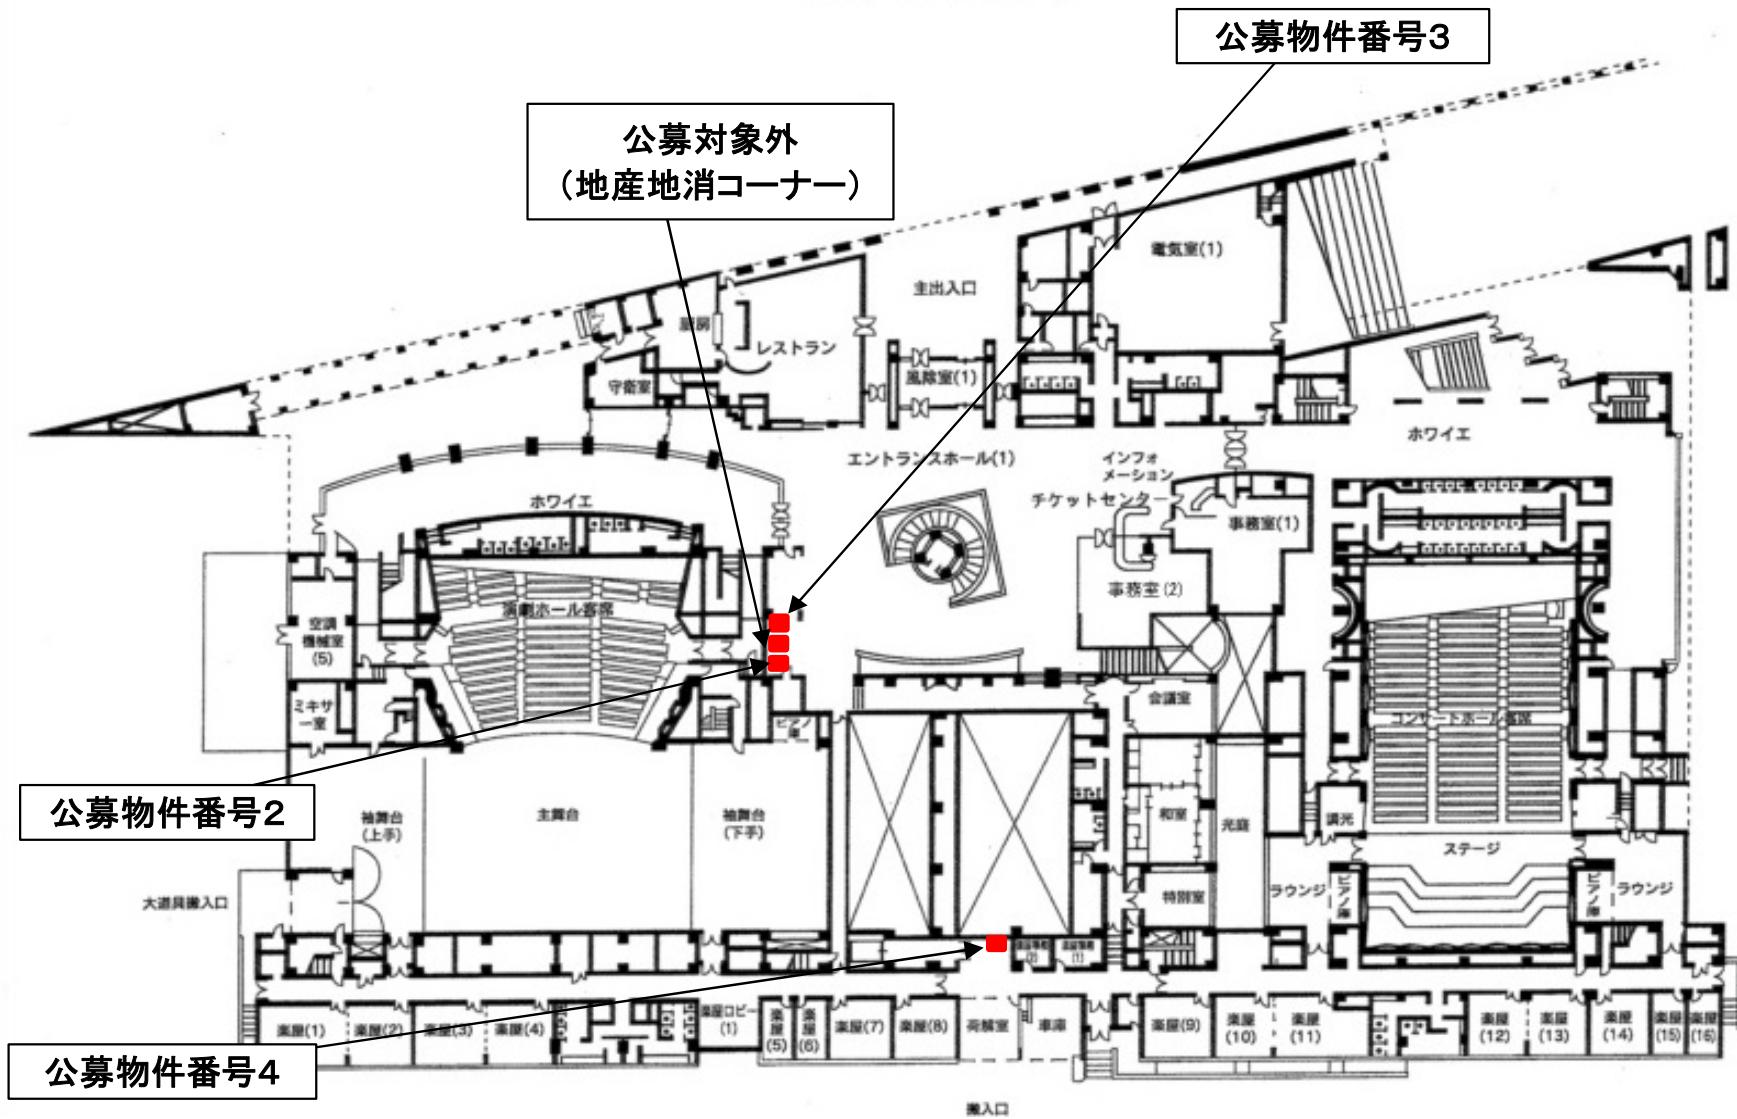 公募物件番号3
公募対象外
（地産地消コーナー）
電気室(1)
主出入口
厨房
レストラン
風除室(1)
守衛室
ホワイエ
エントランスホール(1)
インフォ
メーション
チケットセンター
ホワイエ
事務室(1)
事務室(2)
演劇ホール客席
空調
機械室
(5)
ミキサ
ー室
ピアノ
庫
会議室
コンサートホール客席
公募物件番号2
袖舞台
(上手)
主舞台
袖舞台
(下手)
和室
光庭
調光
ステージ
特別室
ラウンジ
ピアノ庫
ピアノ庫
ラウンジ
大道具搬入口
楽屋(1)
楽屋(2)
楽屋(3)
楽屋(4)
楽屋ロビー
(1)
楽屋
(5)
楽屋
(6)
楽屋(7)
楽屋(8)
荷解室
車庫
楽屋(9)
楽屋
(10)
楽屋
(11)
楽屋
(12)
楽屋
(13)
楽屋
(14)
楽屋
(15)
楽屋
(16)
公募物件番号4
搬入口